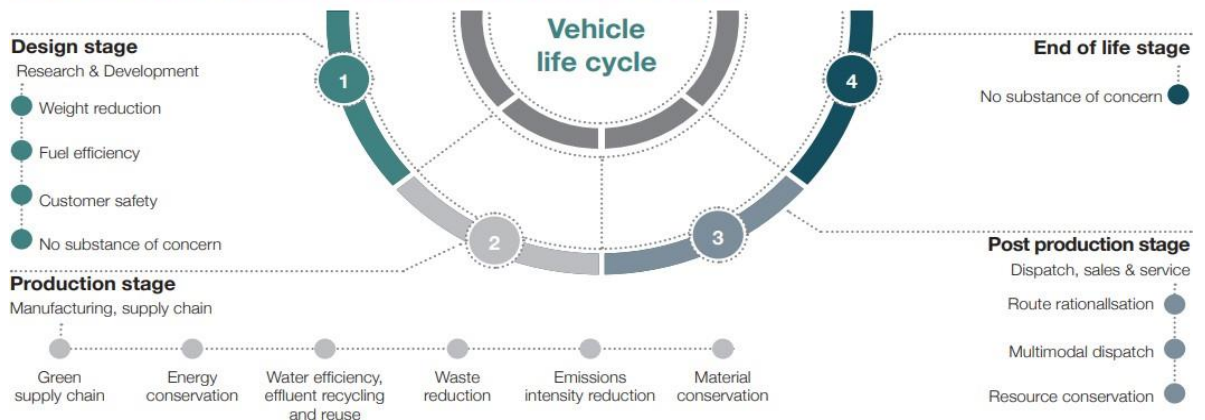 Vehicle
life cycle
Design stage
Research & Development
1
Weight reduction
Fuel efficiency
Customer safety
No substance of concern
2
Production stage
Manufacturing, supply chain
Green
supply chain
Energy
conservation
Water efficiency,
effluent recycling
and reuse
Waste
reduction
Emissions
intensity reduction
Material
conservation
3
Post production stage
Dispatch, sales & service
Route rationallsation
Multimodal dispatch
Resource conservation
4
End of life stage
No substance of concern